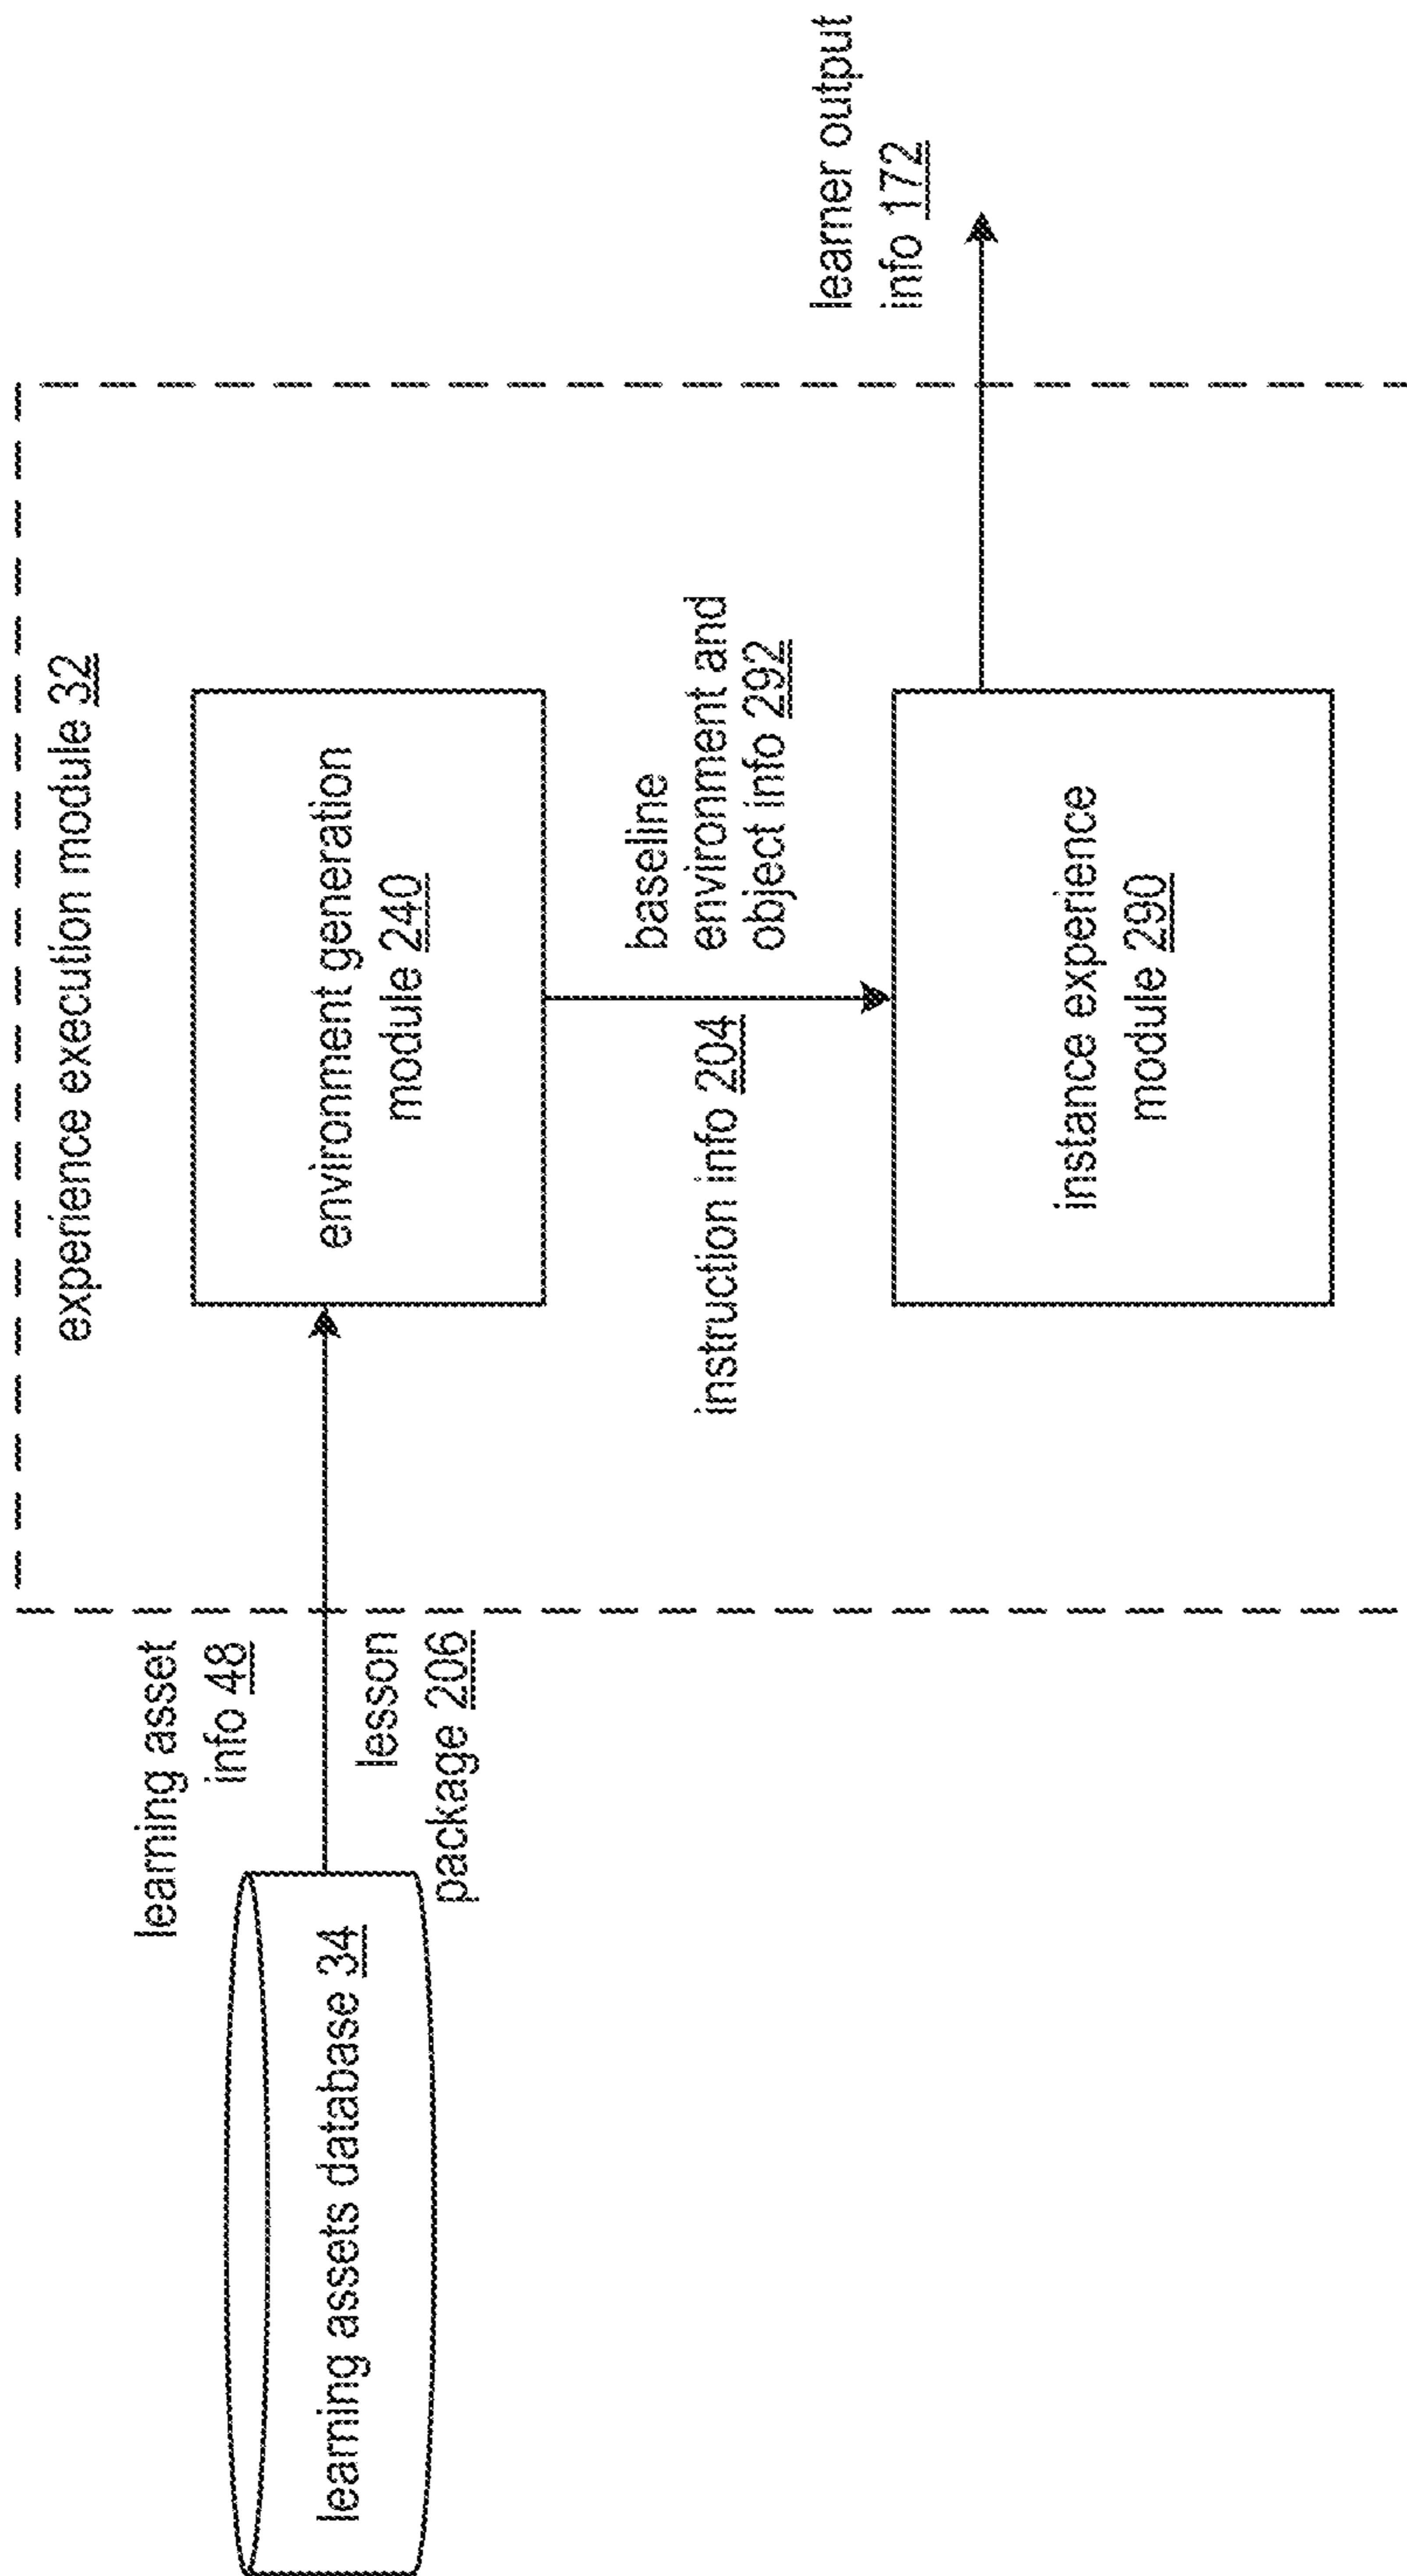 experience execution module 32
learning asset
info 48
learning assets database 34
lesson
package 206
environment generation
module 240
instruction info 204
baseline
environment and
object info 292
instance experience
module 290
learner output
info 172